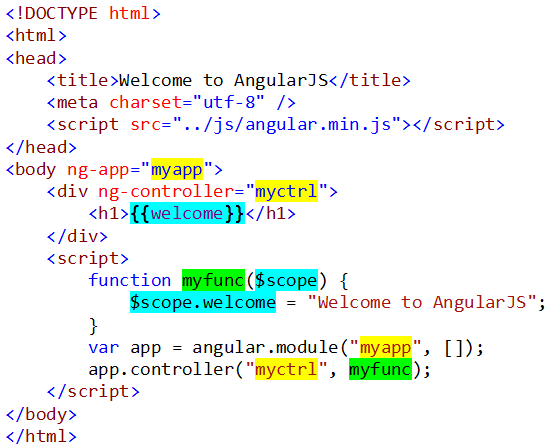 <!DOCTYPE html>
<html>
<head>
    <title>Welcome to AngularJS</title>
    <meta charset="utf-8" />
    <script src="../js/angular.min.js"></script>
</head>
<body ng-app="myapp">
    <div ng-controller="myctrl">
        <h1>{{welcome}}</h1>
    </div>
    <script>
        function myfunc($scope) {
            $scope.welcome = "Welcome to AngularJS";
        }
        var app = angular.module("myapp", []);
        app.controller("myctrl", myfunc);
    </script>
</body>
</html>